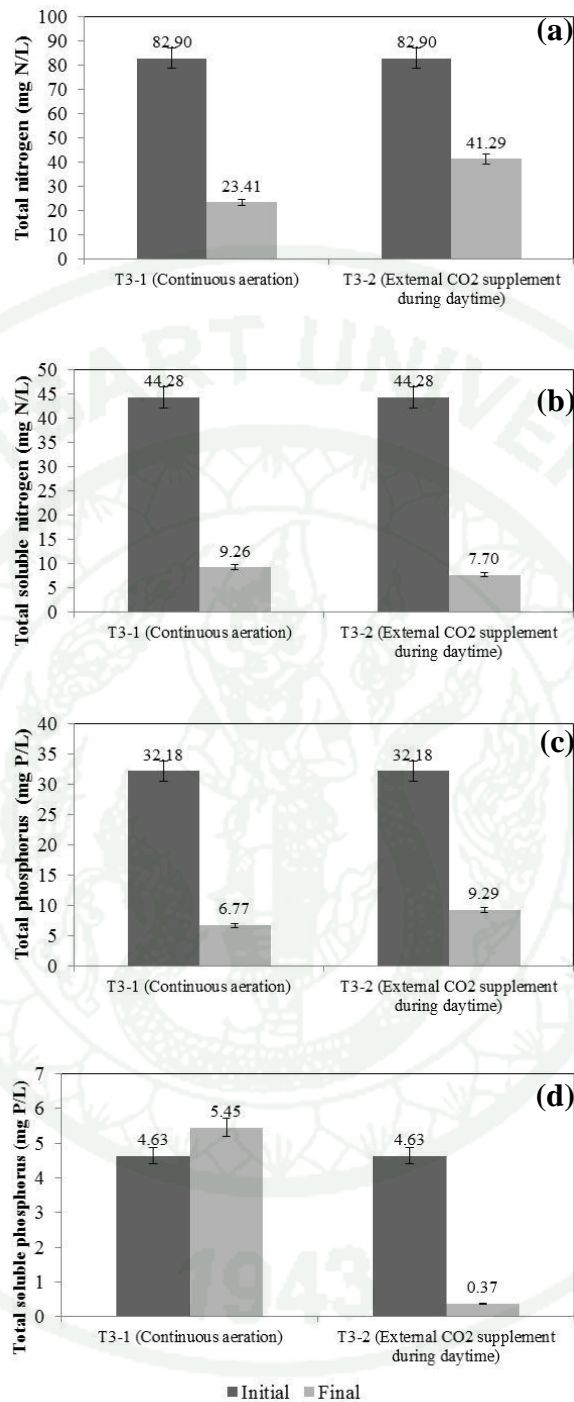 (a)
Total nitrogen (mg N/L)
100
90
80
70
60
50
40
30
20
10
0
82.90
23.41
82.90
41.29
T3-1 (Continuous aeration)
T3-2 (External CO2 supplement
during daytime)
(b)
Total soluble nitrogen (mg N/L)
50
45
40
35
30
25
20
15
10
5
0
44.28
9.26
44.28
7.70
T3-1 (Continuous aeration)
T3-2 (External CO2 supplement
during daytime)
(c)
Total phosphorus (mg P/L)
40
35
30
25
20
15
10
5
0
32.18
6.77
32.18
9.29
T3-1 (Continuous aeration)
T3-2 (External CO2 supplement
during daytime)
(d)
Total soluble phosphorus (mg P/L)
7
6
5
4
3
2
1
0
4.63
5.45
4.63
0.37
T3-1 (Continuous aeration)
T3-2 (External CO2 supplement
during daytime)
Initial Final
1943